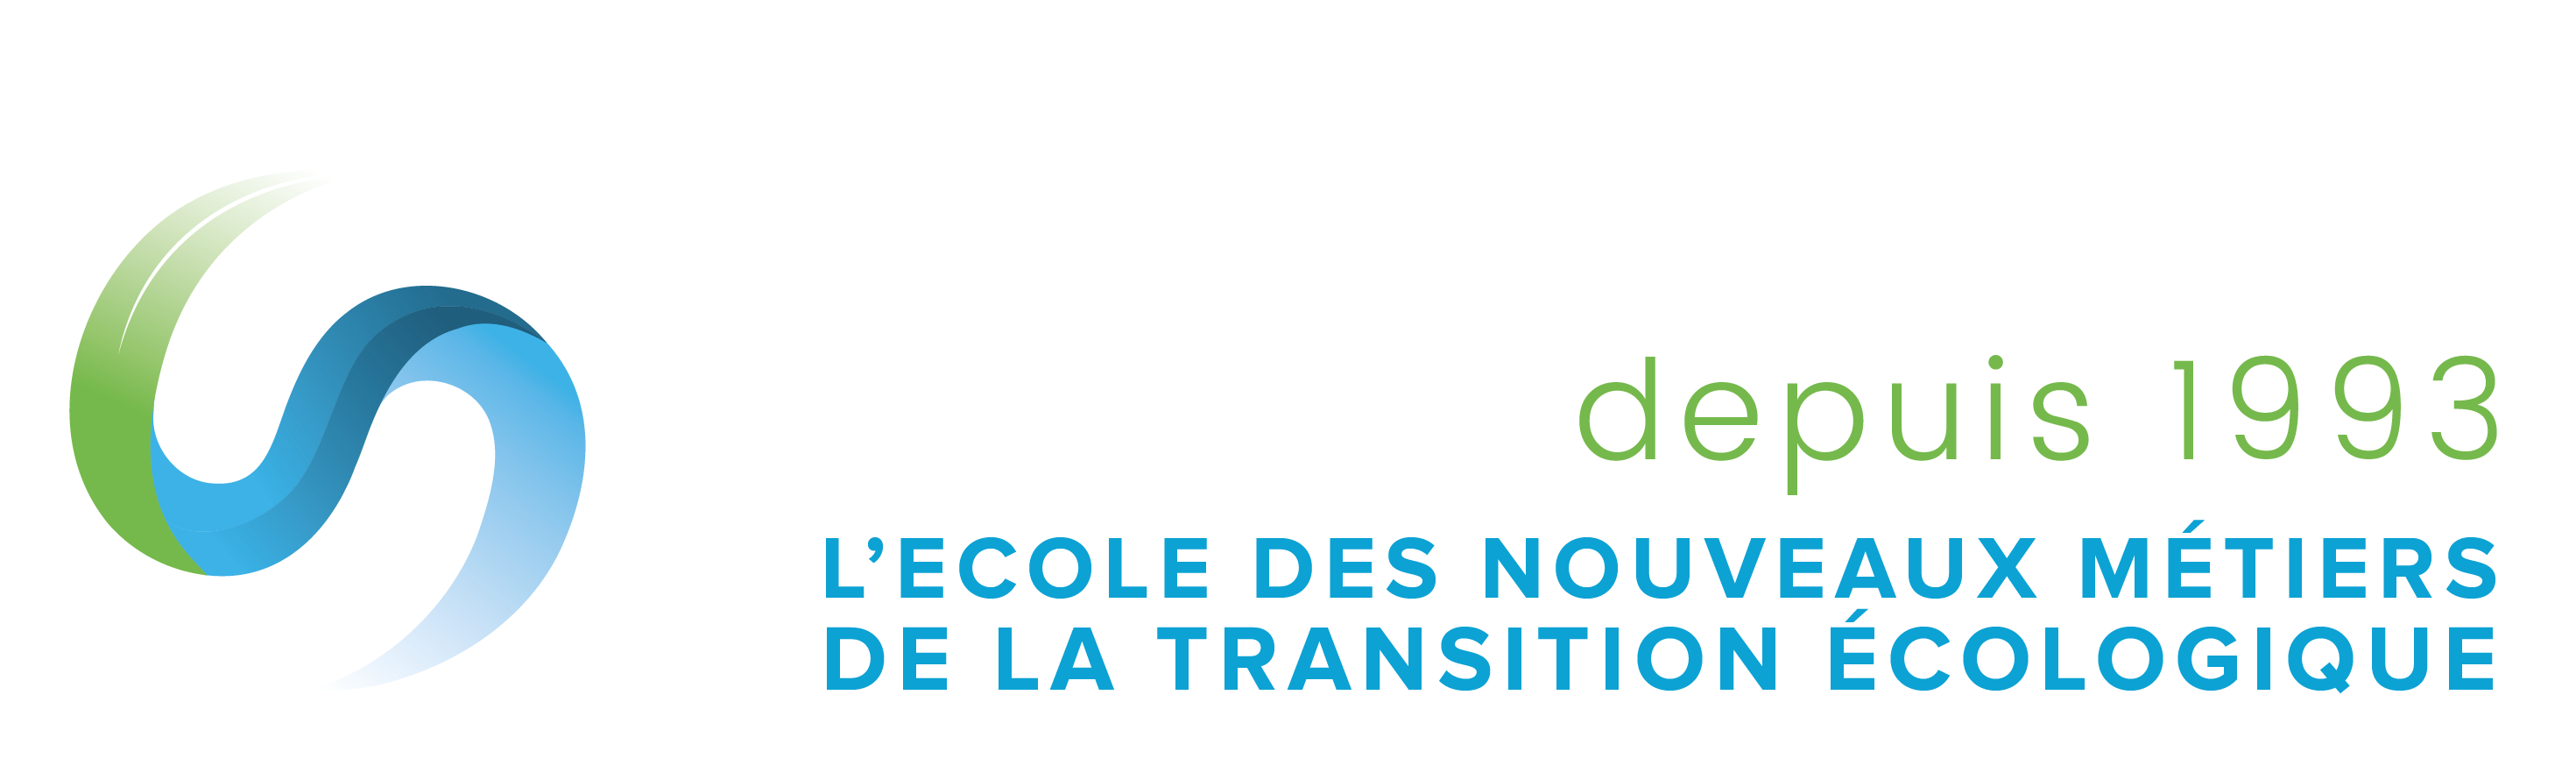 depuis 1993
L’ECOLE DES NOUVEAUX MÉTIERS
DE LA TRANSITION ÉCOLOGIQUE